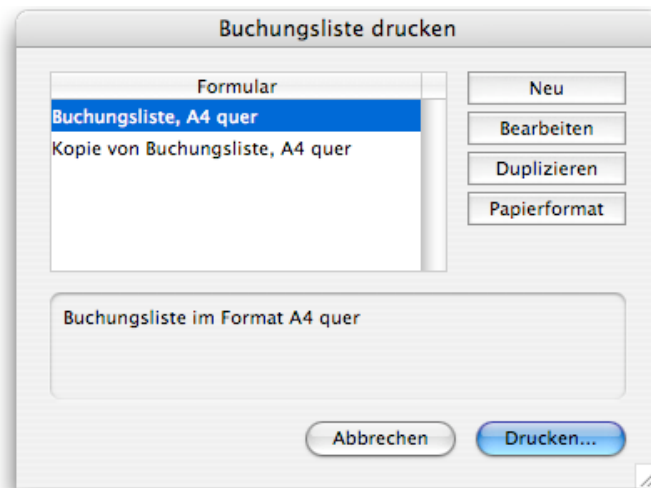 Buchungsliste drucken
Formular
Buchungsliste, A4 quer
Kopie von Buchungsliste, A4 quer
Neu
Bearbeiten
Duplizieren
Papierformat
Buchungsliste im Format A4 quer
Abbrechen
Drucken...